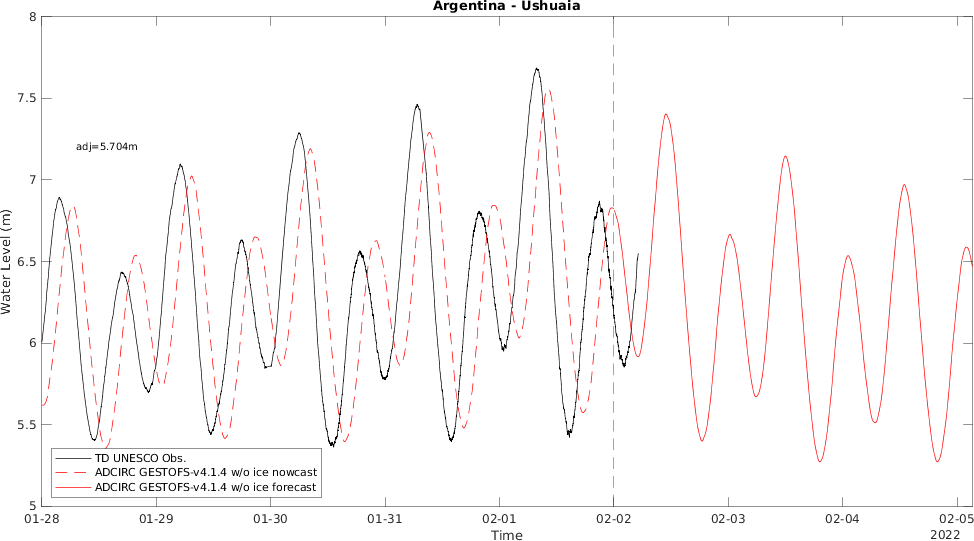 Argentina - Ushuaia
8
7.5
7
6.5
6
5.5
5
Water Level (m)
adj=5.704m
TD UNESCO Obs.
ADCIRC GESTOFS-v4.1.4 w/o ice nowcast
ADCIRC GESTOFS-v4.1.4 w/o ice forecast
01-28 01-29 01-30 01-31 02-01 02-02 02-03 02-04 02-05
Time
2022